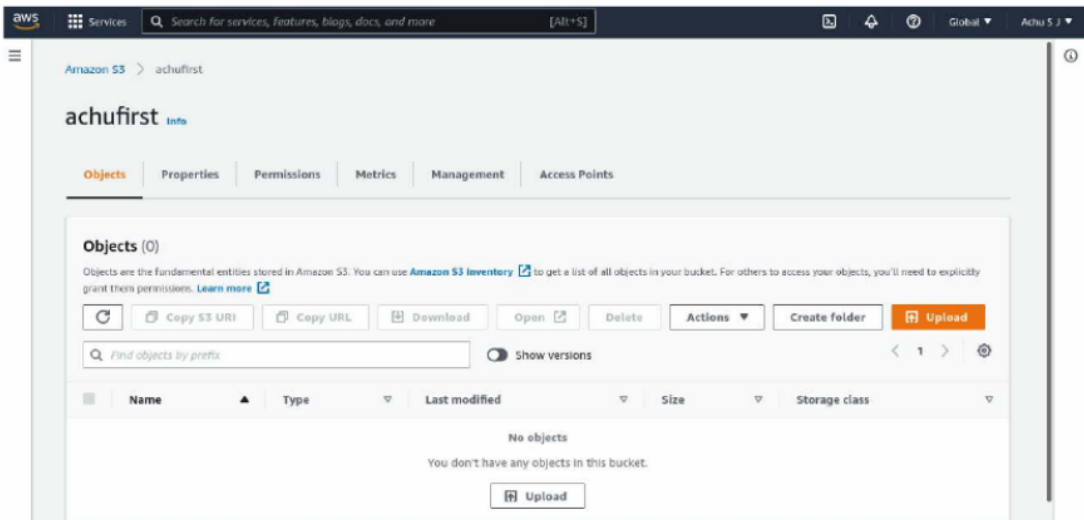 aws Services Search for services, features, blogs, docs, and more [Alt+S] Global ▼ Achu S J ▼
Amazon S3 > achufirst
achufirst Info
Objects Properties Permissions Metrics Management Access Points
Objects (0)
Objects are the fundamental entities stored in Amazon S3. You can use Amazon S3 inventory to get a list of all objects in your bucket. For others to access your objects, you'll need to explicitly
grant them permissions. Learn more
Copy S3 URI Copy URL Download Open Delete Actions ▼ Create folder Upload
Find objects by prefix Show versions < 1 >
Name ▲ Type ▽ Last modified ▽ Size ▽ Storage class ▽
No objects
You don't have any objects in this bucket.
Upload